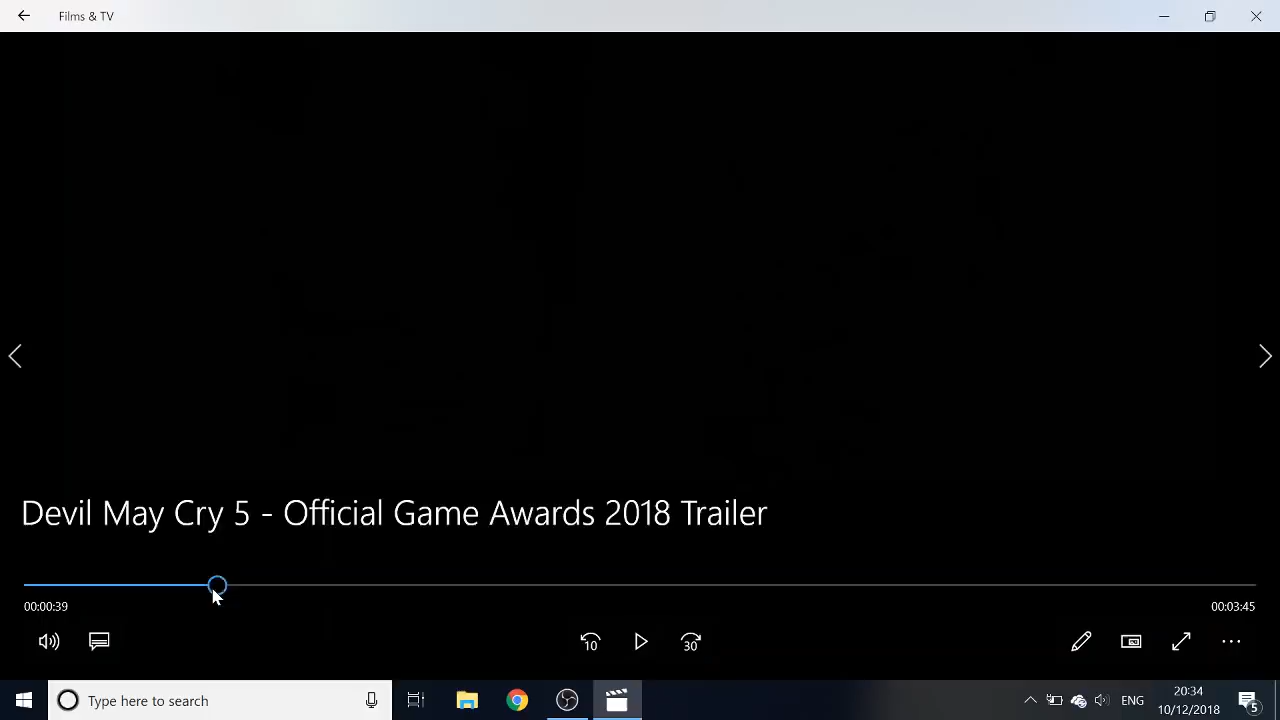 Films & TV
Devil May Cry 5 - Official Game Awards 2018 Trailer
00:00:39
00:03:45
10
30
Type here to search
ENG
20:34
10/12/2018
5